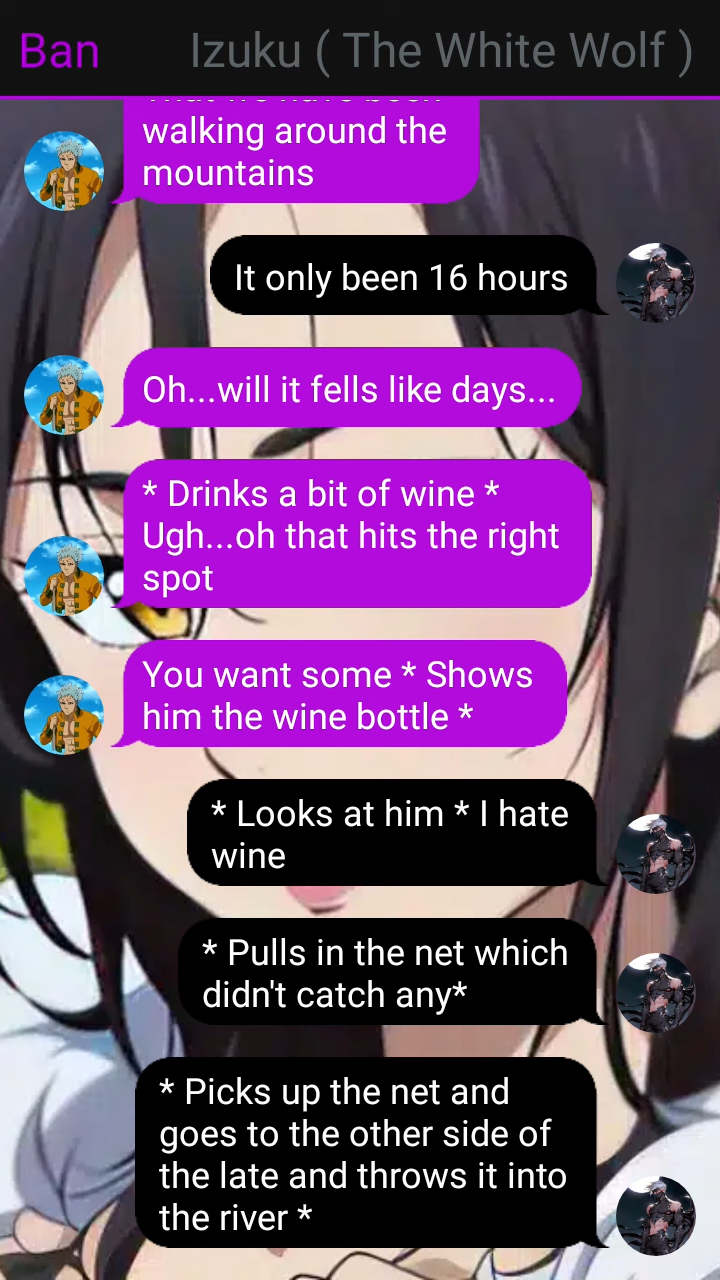 Ban
Izuku ( The White Wolf )
walking around the
mountains
It only been 16 hours
Oh...will it fells like days...
* Drinks a bit of wine *
Ugh...oh that hits the right
spot
You want some * Shows
him the wine bottle *
* Looks at him * I hate
wine
* Pulls in the net which
didn't catch any*
* Picks up the net and
goes to the other side of
the late and throws it into
the river *